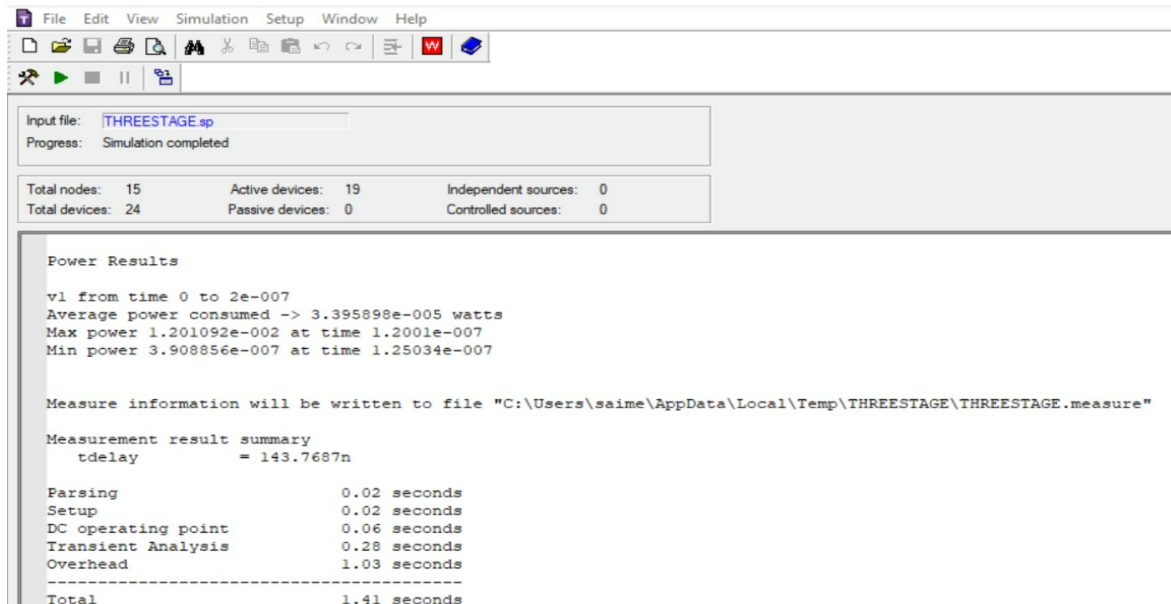 File Edit View Simulation Setup Window Help
Input file: THREESTAGE.sp
Progress: Simulation completed
Total nodes: 15 Active devices: 19 Independent sources: 0
Total devices: 24 Passive devices: 0 Controlled sources: 0
Power Results
v1 from time 0 to 2e-007
Average power consumed -> 3.395898e-005 watts
Max power 1.201092e-002 at time 1.2001e-007
Min power 3.908856e-007 at time 1.25034e-007
Measure information will be written to file "C:\Users\saime\AppData\Local\Temp\THREESTAGE\THREESTAGE.measure"
Measurement result summary
tdelay = 143.7687n
Parsing 0.02 seconds
Setup 0.02 seconds
DC operating point 0.06 seconds
Transient Analysis 0.28 seconds
Overhead 1.03 seconds
-----------------------------------------
Total 1.41 seconds